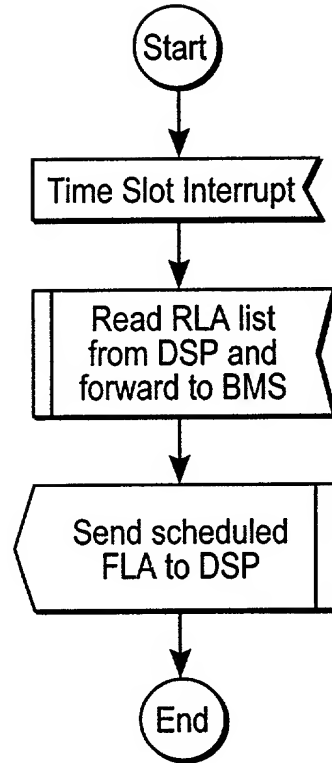 Start
Time Slot Interrupt
Read RLA list
from DSP and
forward to BMS
Send scheduled
FLA to DSP
End